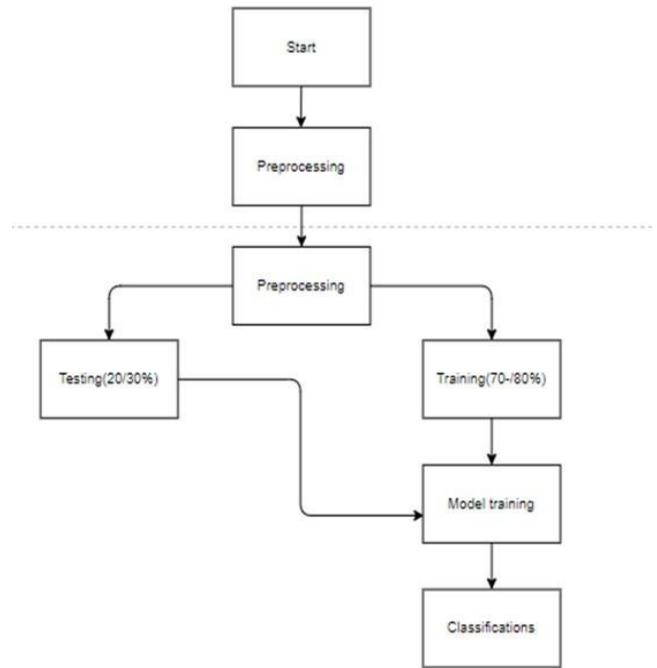 Start
Preprocessing
Preprocessing
Testing(20/30%)
Training(70-/80%)
Model training
Classifications